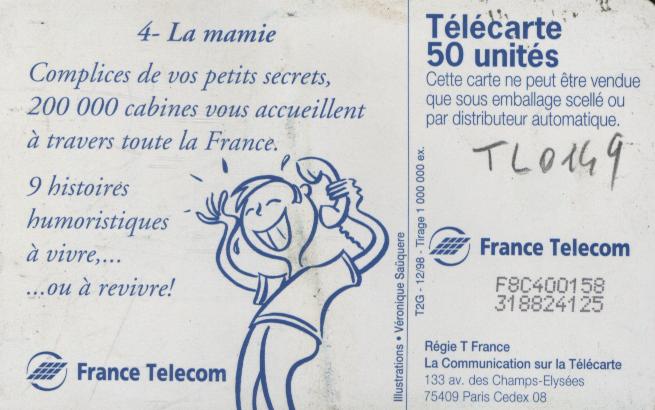 4- La mamie
Complices de vos petits secrets,
200 000 cabines vous accueillent
à travers toute la France.
9 histoires
humoristiques
à vivre,...
...ou à revivre!
France Telecom
Illustrations • Véronique Saüquere
T2G - 12/98 - Tirage 1 000 000 ex.
Télécarte
50 unités
Cette carte ne peut être vendue
que sous emballage scellé ou
par distributeur automatique.
TL0149
France Telecom
F8C400158
318824125
Régie T France
La Communication sur la Télécarte
133 av. des Champs-Elysées
75409 Paris Cedex 08